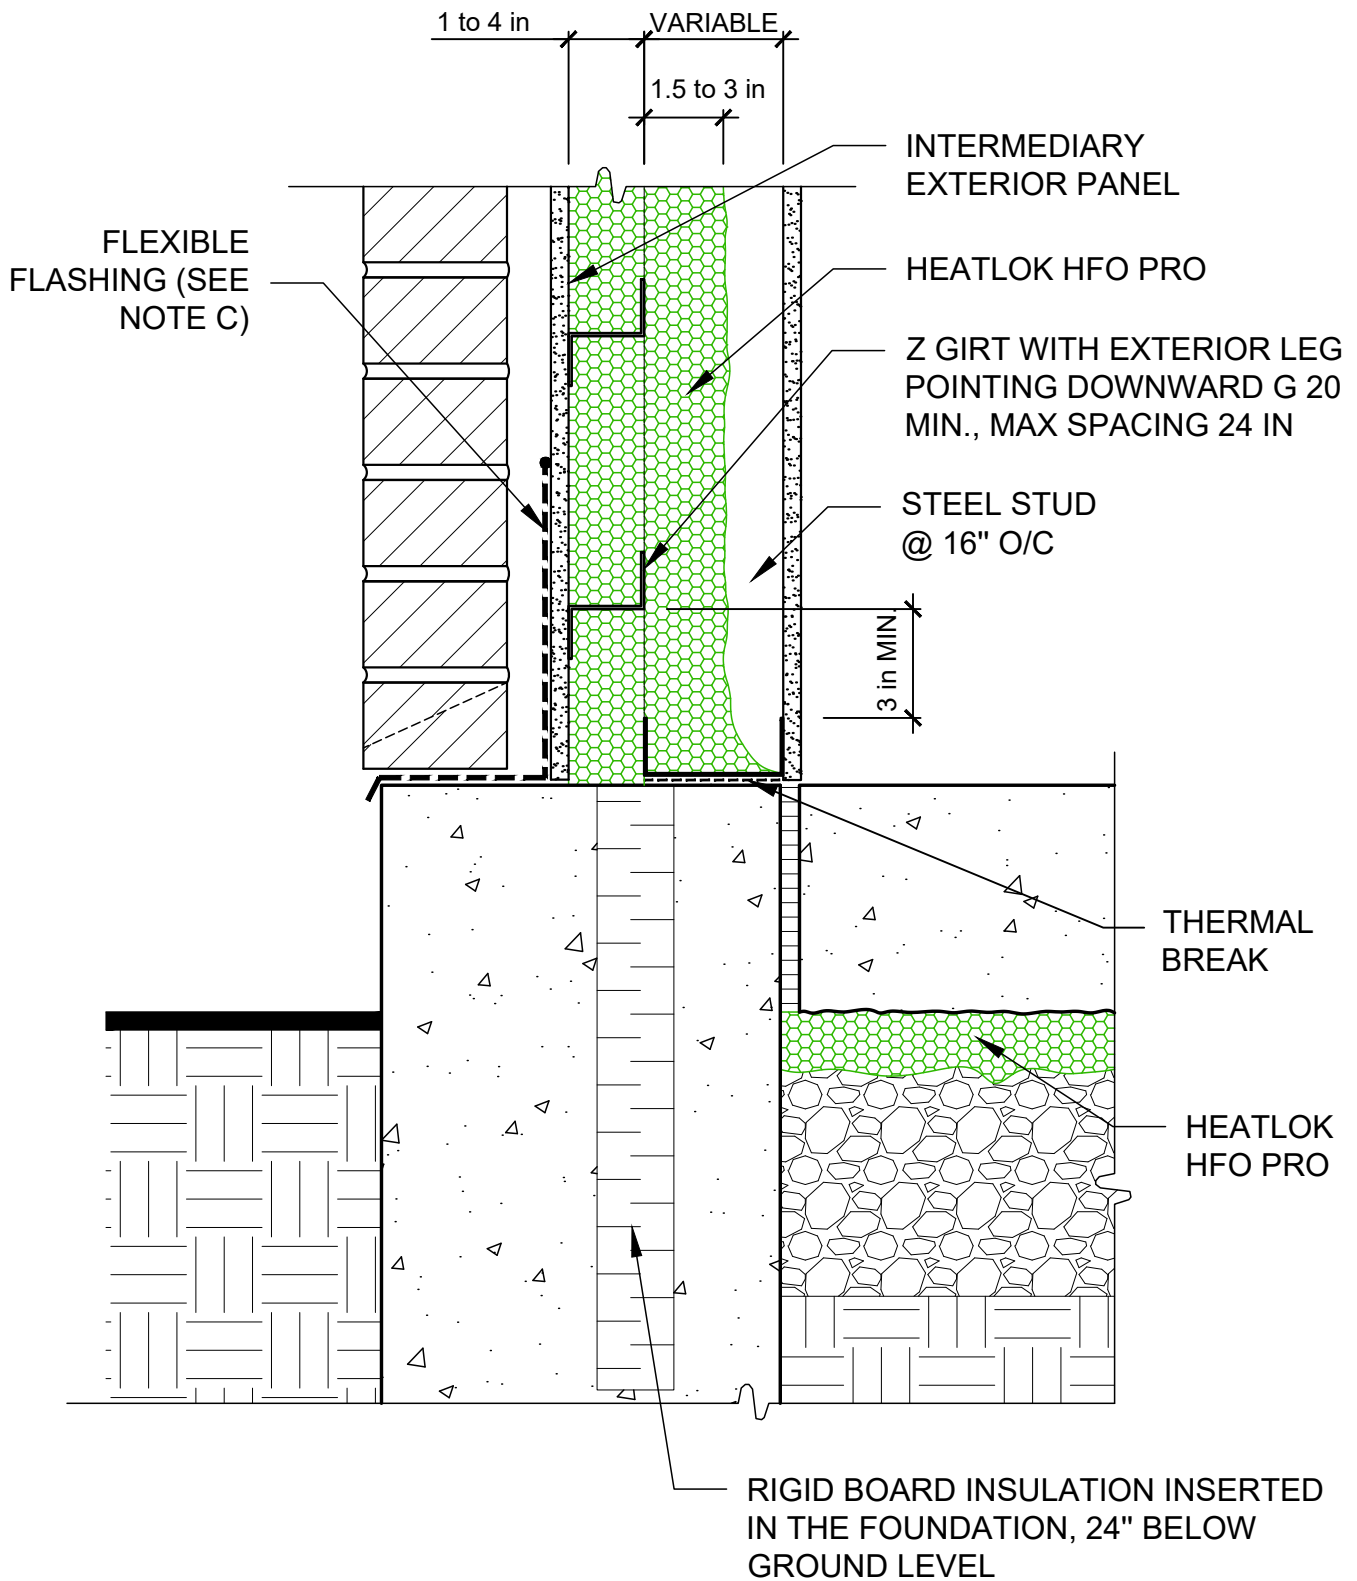 1 to 4 in
VARIABLE
1.5 to 3 in
INTERMEDIARY
EXTERIOR PANEL
FLEXIBLE
FLASHING (SEE
NOTE C)
HEATLOK HFO PRO
Z GIRT WITH EXTERIOR LEG
POINTING DOWNWARD G 20
MIN., MAX SPACING 24 IN
STEEL STUD
@ 16" O/C
3 in MIN.
THERMAL
BREAK
HEATLOK
HFO PRO
RIGID BOARD INSULATION INSERTED
IN THE FOUNDATION, 24" BELOW
GROUND LEVEL